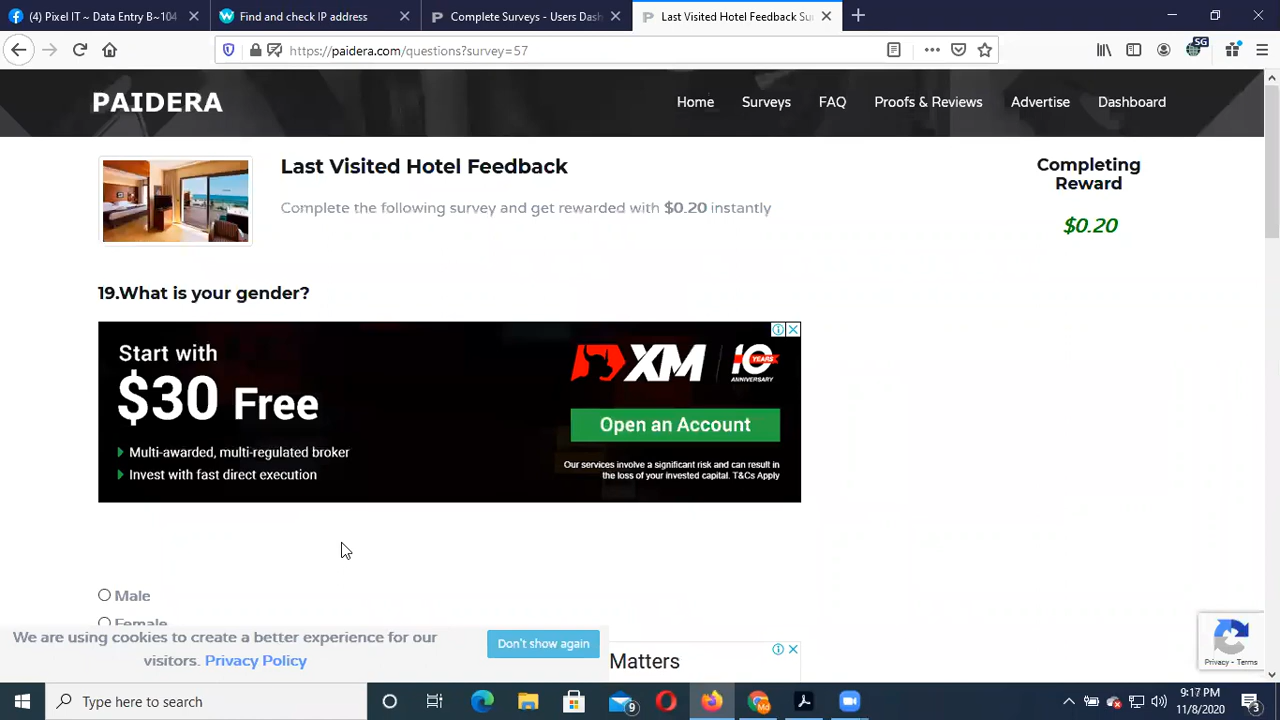 (4) Pixel IT ~ Data Entry B~104
Find and check IP address
Complete Surveys - Users Dash
Last Visited Hotel Feedback Su
https://paidera.com/questions?survey=57
SG
PAIDERA
Home
Surveys
FAQ
Proofs & Reviews
Advertise
Dashboard
Last Visited Hotel Feedback
Complete the following survey and get rewarded with $0.20 instantly
Completing
Reward
$0.20
19.What is your gender?
Start with
$30 Free
Multi-awarded, multi-regulated broker
Invest with fast direct execution
XM
10
YEARS
ANNIVERSARY
Open an Account
Our services involve a significant risk and can result in
the loss of your invested capital. T&Cs Apply
Male
Female
We are using cookies to create a better experience for our
visitors. Privacy Policy
Don't show again
Matters
Privacy - Terms
Type here to search
9
9:17 PM
11/8/2020
3